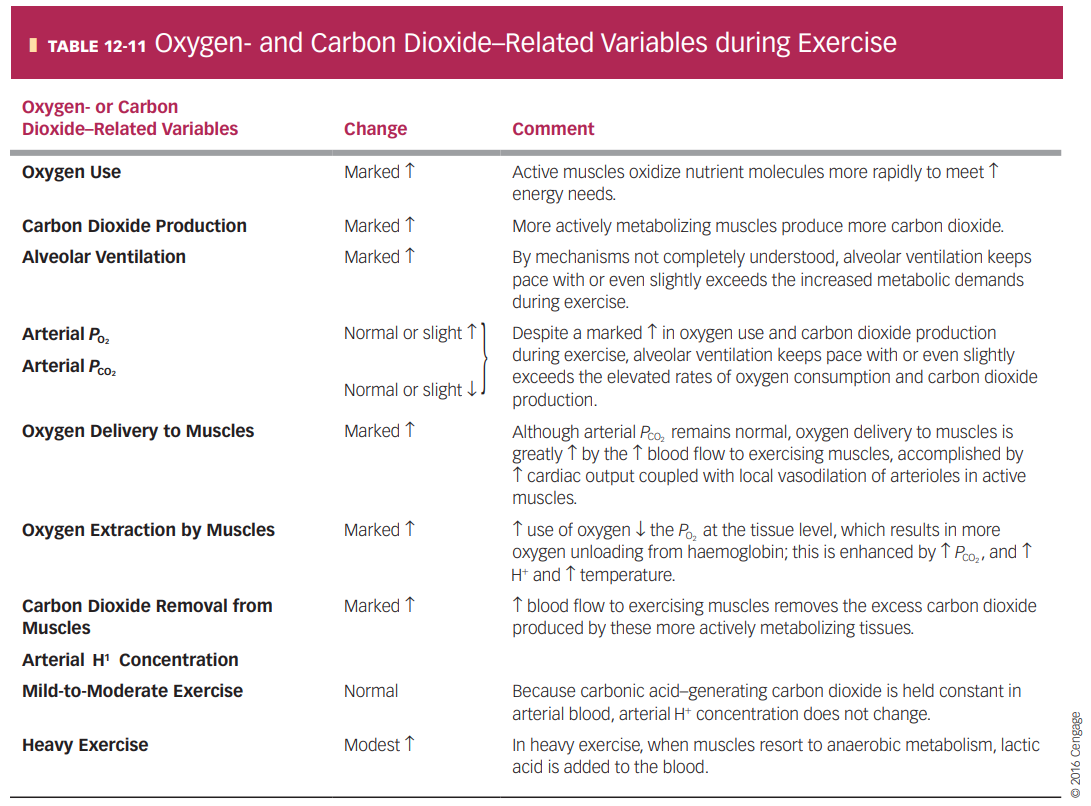 TABLE 12-11 Oxygen- and Carbon Dioxide–Related Variables during Exercise
Oxygen- or Carbon
Dioxide–Related Variables Change Comment
Oxygen Use Marked ↑ Active muscles oxidize nutrient molecules more rapidly to meet ↑
energy needs.
Carbon Dioxide Production Marked ↑ More actively metabolizing muscles produce more carbon dioxide.
Alveolar Ventilation Marked ↑ By mechanisms not completely understood, alveolar ventilation keeps
pace with or even slightly exceeds the increased metabolic demands
during exercise.
Arterial PO₂ Normal or slight ↑ Despite a marked ↑ in oxygen use and carbon dioxide production
during exercise, alveolar ventilation keeps pace with or even slightly
Arterial PCO₂ exceeds the elevated rates of oxygen consumption and carbon dioxide
Normal or slight ↓ production.
Oxygen Delivery to Muscles Marked ↑ Although arterial PCO₂ remains normal, oxygen delivery to muscles is
greatly ↑ by the ↑ blood flow to exercising muscles, accomplished by
↑ cardiac output coupled with local vasodilation of arterioles in active
muscles.
Oxygen Extraction by Muscles Marked ↑ ↑ use of oxygen ↓ the PO₂ at the tissue level, which results in more
oxygen unloading from haemoglobin; this is enhanced by ↑ PCO₂, and ↑
H⁺ and ↑ temperature.
Carbon Dioxide Removal from Marked ↑ ↑ blood flow to exercising muscles removes the excess carbon dioxide
Muscles produced by these more actively metabolizing tissues.
Arterial H¹ Concentration
Mild-to-Moderate Exercise Normal Because carbonic acid–generating carbon dioxide is held constant in
arterial blood, arterial H⁺ concentration does not change.
Heavy Exercise Modest ↑ In heavy exercise, when muscles resort to anaerobic metabolism, lactic
acid is added to the blood.
© 2016 Cengage